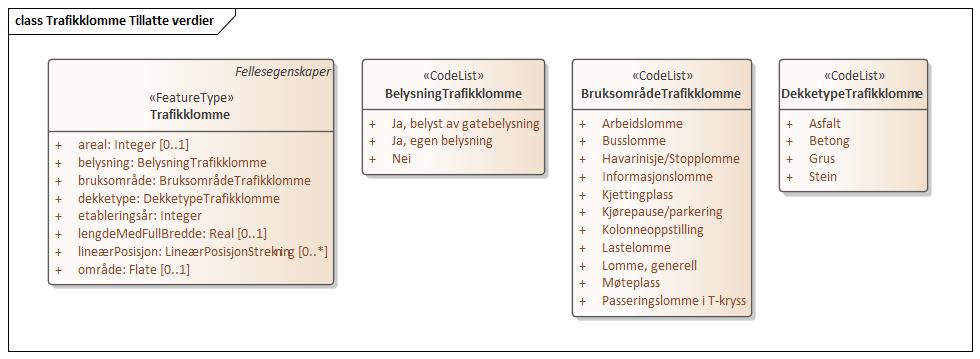 class Trafikklomme Tillatte verdier
Fellesegenskaper
«FeatureType»
Trafikklomme
+ areal: Integer [0..1]
+ belysning: BelysningTrafikklomme
+ bruksområde: BruksområdeTrafikklomme
+ dekketype: DekketypeTrafikklomme
+ etableringsår: Integer
+ lengdeMedFullBredde: Real [0..1]
+ lineærPosisjon: LineærPosisjonStrekning [0..*]
+ område: Flate [0..1]
«CodeList»
BelysningTrafikklomme
+ Ja, belyst av gatebelysning
+ Ja, egen belysning
+ Nei
«CodeList»
BruksområdeTrafikklomme
+ Arbeidslomme
+ Busslomme
+ Havarinisje/Stopplomme
+ Informasjonslomme
+ Kjettingplass
+ Kjørepause/parkering
+ Kolonneoppstilling
+ Lastelomme
+ Lomme, generell
+ Møteplass
+ Passeringslomme i T-kryss
«CodeList»
DekketypeTrafikklomme
+ Asfalt
+ Betong
+ Grus
+ Stein